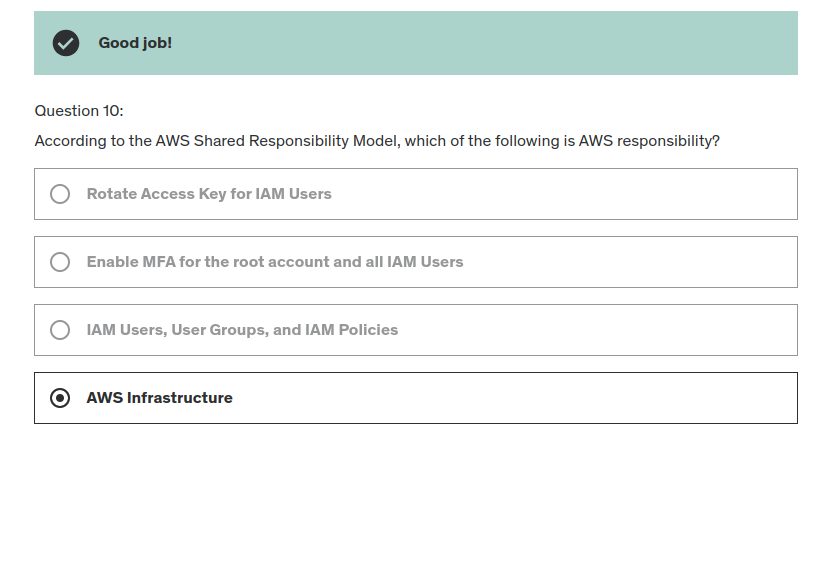 Good job!
Question 10:
According to the AWS Shared Responsibility Model, which of the following is AWS responsibility?
Rotate Access Key for IAM Users
Enable MFA for the root account and all IAM Users
IAM Users, User Groups, and IAM Policies
AWS Infrastructure